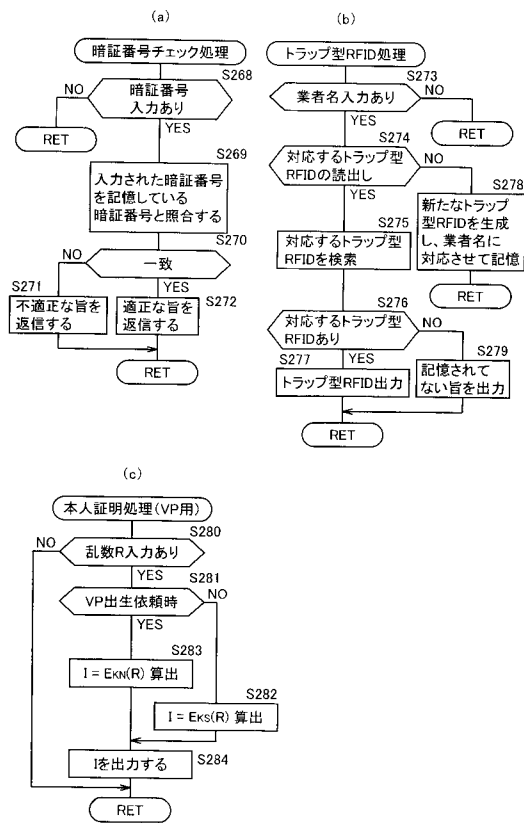 (a)
暗証番号チェック処理
S268
NO
暗証番号
入力あり
YES
RET
S269
入力された暗証番号
を記憶している
暗証番号と照合する
S270
NO
一致
S271
YES
S272
不適正な旨を
返信する
適正な旨を
返信する
RET
(b)
トラップ型RFID処理
S273
業者名入力あり
NO
YES
RET
S274
対応するトラップ型
RFIDの読出し
NO
YES
S278
新たなトラップ
型RFIDを生成
し、業者名に
対応させて記憶
RET
S275
対応するトラップ型
RFIDを検索
S276
対応するトラップ型
RFIDあり
NO
S277
YES
S279
トラップ型RFID出力
記憶されて
ない旨を出力
RET
(c)
本人証明処理(VP用)
S280
NO
乱数R入力あり
YES
S281
VP出生依頼時
NO
YES
S283
I = EKN(R) 算出
S282
I = EKS(R) 算出
S284
Iを出力する
RET